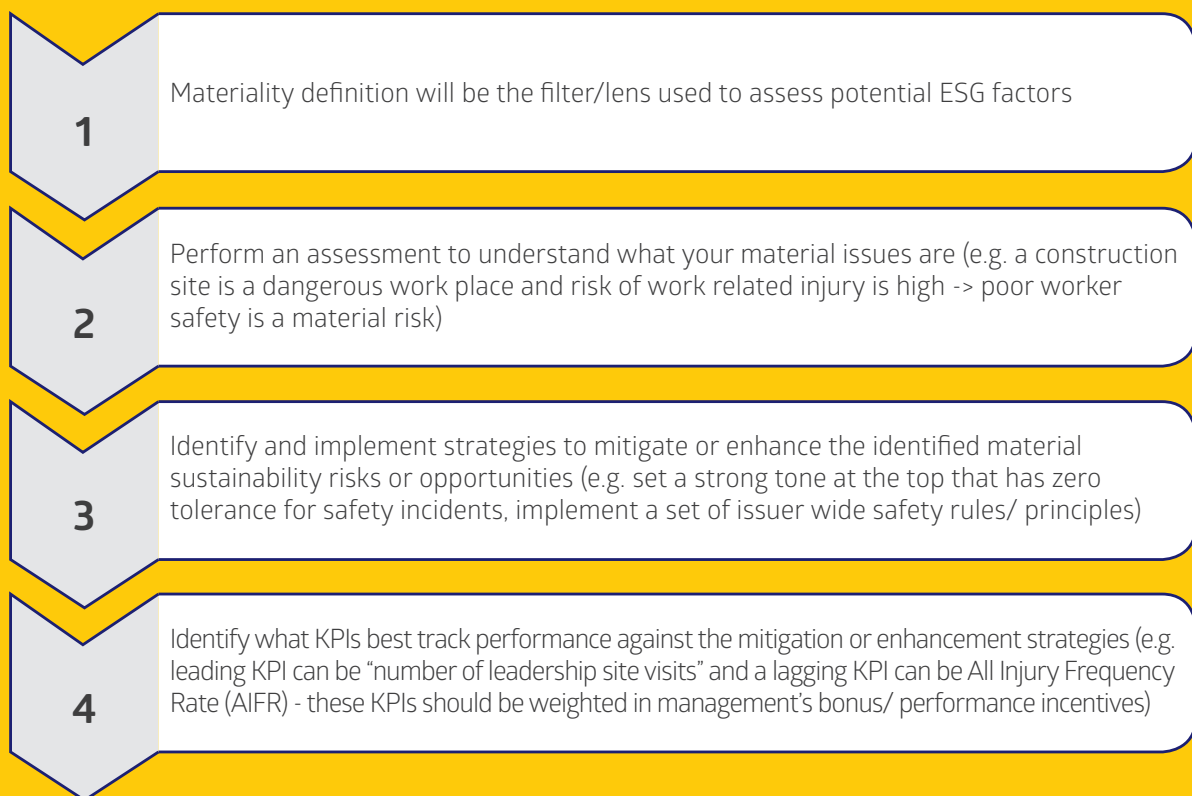 1
Materiality definition will be the filter/lens used to assess potential ESG factors
2
Perform an assessment to understand what your material issues are (e.g. a construction
site is a dangerous work place and risk of work related injury is high -> poor worker
safety is a material risk)
3
Identify and implement strategies to mitigate or enhance the identified material
sustainability risks or opportunities (e.g. set a strong tone at the top that has zero
tolerance for safety incidents, implement a set of issuer wide safety rules/ principles)
4
Identify what KPIs best track performance against the mitigation or enhancement strategies (e.g.
leading KPI can be “number of leadership site visits” and a lagging KPI can be All Injury Frequency
Rate (AIFR) - these KPIs should be weighted in management’s bonus/ performance incentives)